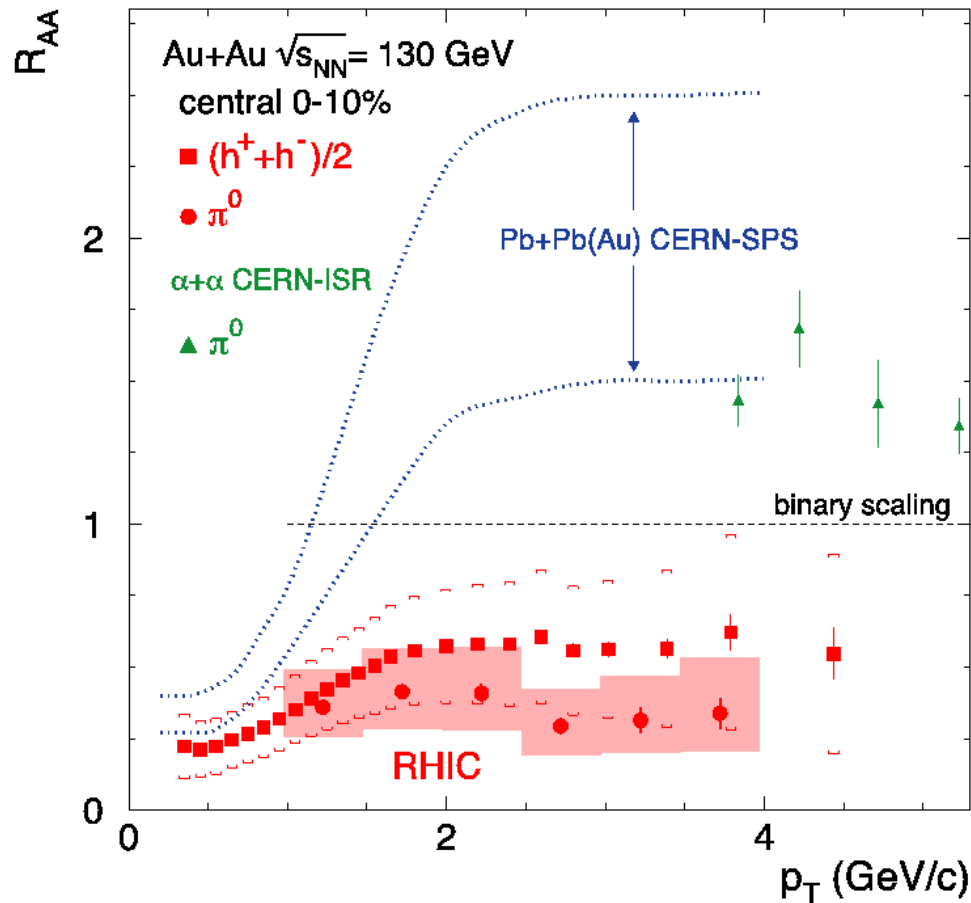 R_AA
Au+Au √s_NN = 130 GeV
central 0-10%
(h⁺+h⁻)/2
π⁰
α+α CERN-ISR
π⁰
Pb+Pb(Au) CERN-SPS
binary scaling
RHIC
2
1
0
0
2
4
p_T (GeV/c)